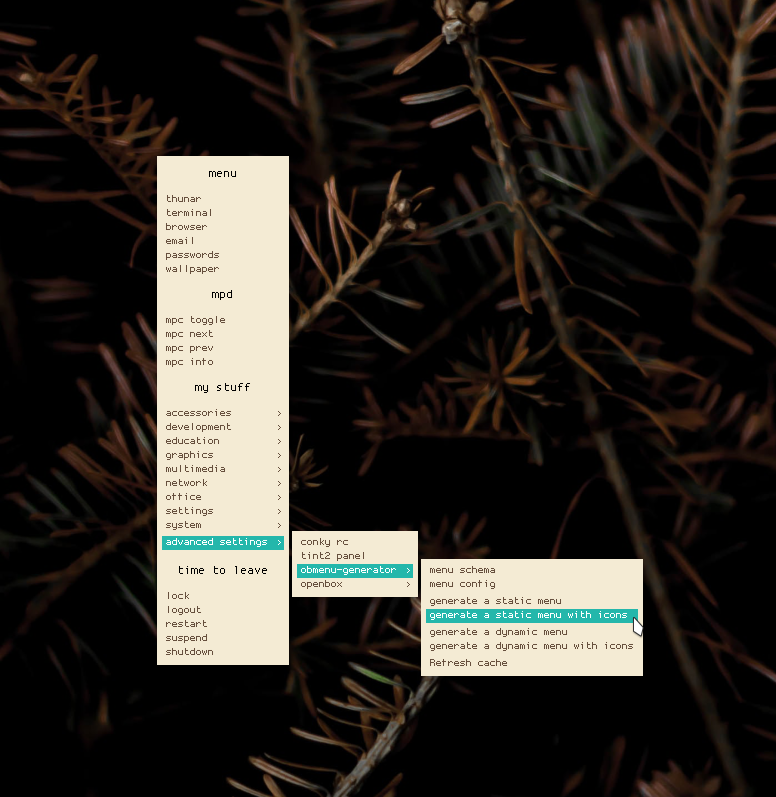 menu
thunar
terminal
browser
email
passwords
wallpaper
mpd
mpc toggle
mpc next
mpc prev
mpc info
my stuff
accessories >
development >
education >
graphics >
multimedia >
network >
office >
settings >
system >
advanced settings >
time to leave
lock
logout
restart
suspend
shutdown
conky rc
tint2 panel
obmenu-generator >
openbox >
menu schema
menu config
generate a static menu
generate a static menu with icons
generate a dynamic menu
generate a dynamic menu with icons
Refresh cache